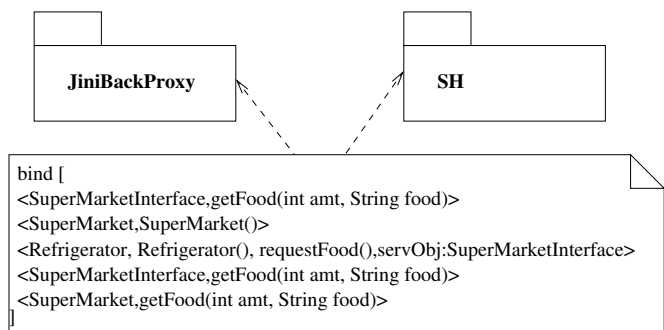 JiniBackProxy
SH
bind [
<SuperMarketInterface,getFood(int amt, String food)>
<SuperMarket,SuperMarket()>
<Refrigerator, Refrigerator(), requestFood(),servObj:SuperMarketInterface>
<SuperMarketInterface,getFood(int amt, String food)>
<SuperMarket,getFood(int amt, String food)>
]